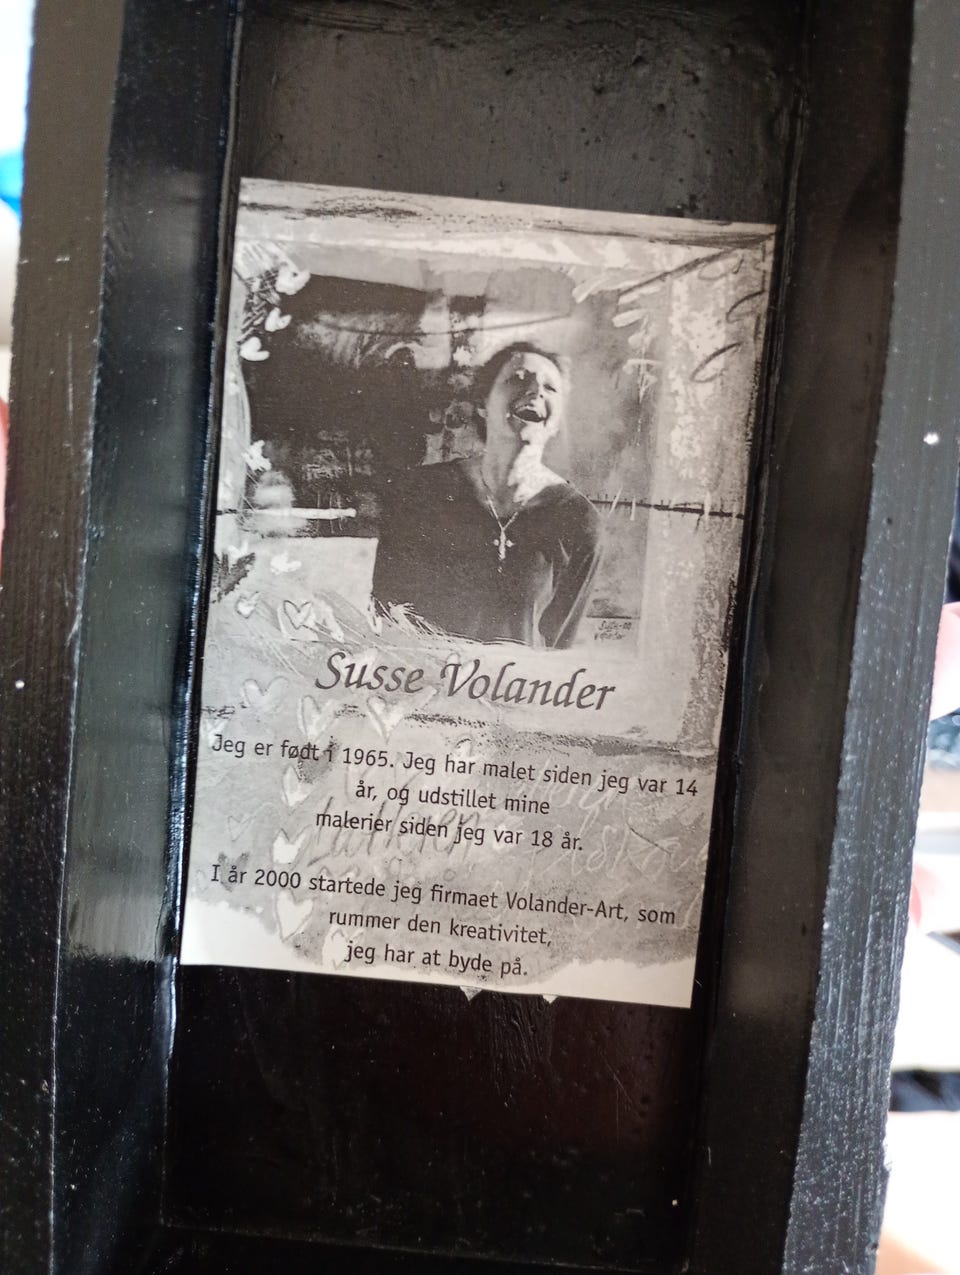 Susse Volander
Jeg er født i 1965. Jeg har malet siden jeg var 14
år, og udstillet mine
malerier siden jeg var 18 år.
I år 2000 startede jeg firmaet Volander-Art, som
rummer den kreativitet,
jeg har at byde på.